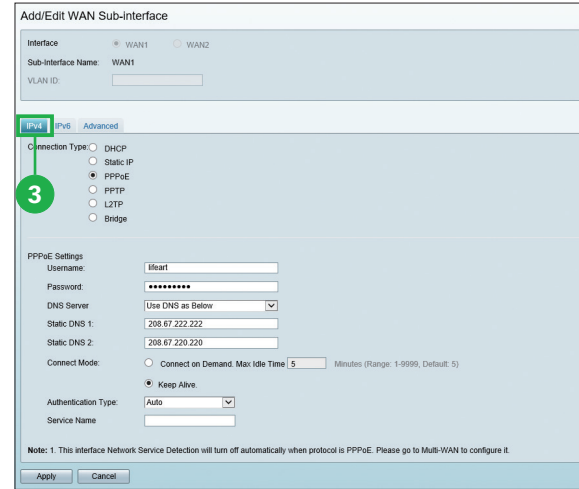 Add/Edit WAN Sub-interface
Interface WAN1 WAN2
Sub-Interface Name: WAN1
VLAN ID:
IPv4 IPv6 Advanced
Connection Type: DHCP
Static IP
PPPoE
3 PPTP
L2TP
Bridge
PPPoE Settings
Username: lifeart
Password: •••••••••
DNS Server Use DNS as Below
Static DNS 1: 208.67.222.222
Static DNS 2: 208.67.220.220
Connect Mode: Connect on Demand. Max Idle Time 5 Minutes (Range: 1-9999, Default: 5)
Keep Alive.
Authentication Type: Auto
Service Name
Note: 1. This interface Network Service Detection will turn off automatically when protocol is PPPoE. Please go to Multi-WAN to configure it.
Apply Cancel